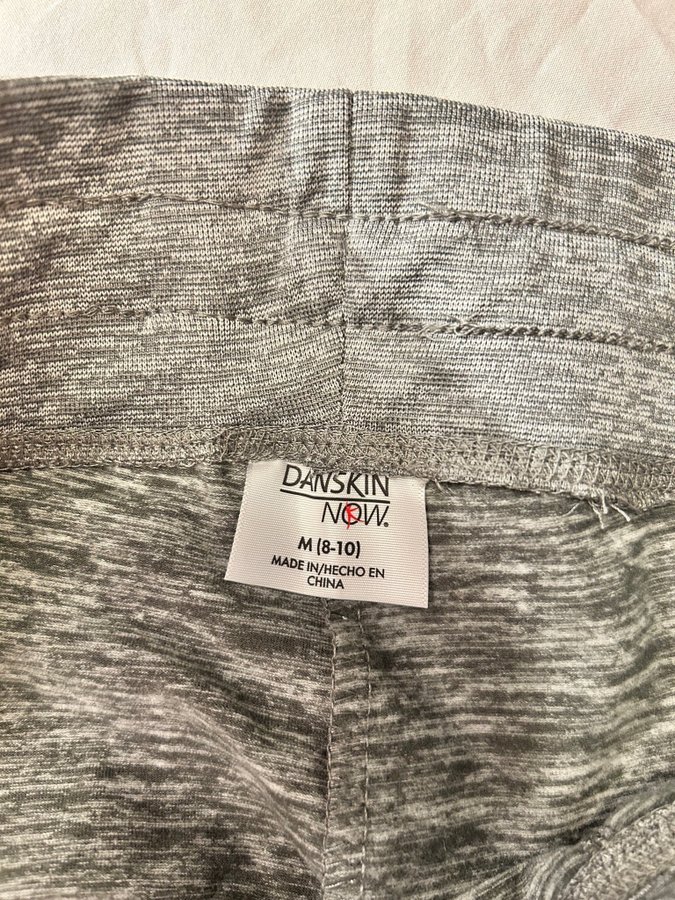 DANSKIN
NOW®
M (8-10)
MADE IN/HECHO EN
CHINA